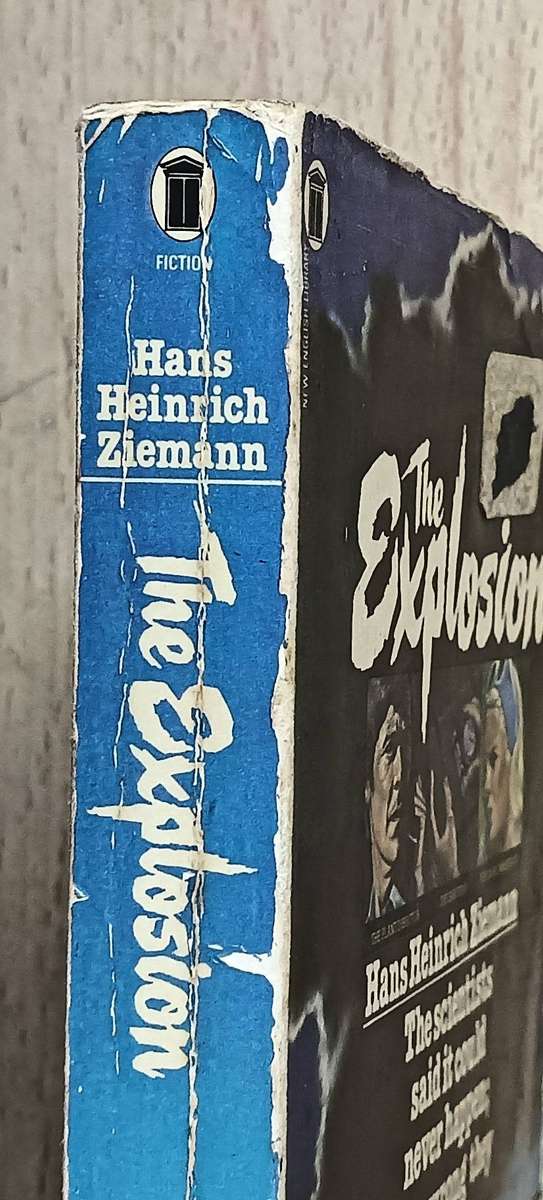 FICTION
Hans
Heinrich
Ziemann
The Explosion
NEW ENGLISH LIBRARY
The
Explosion
Hans Heinrich Ziemann
The scientists
said it could
never happen,